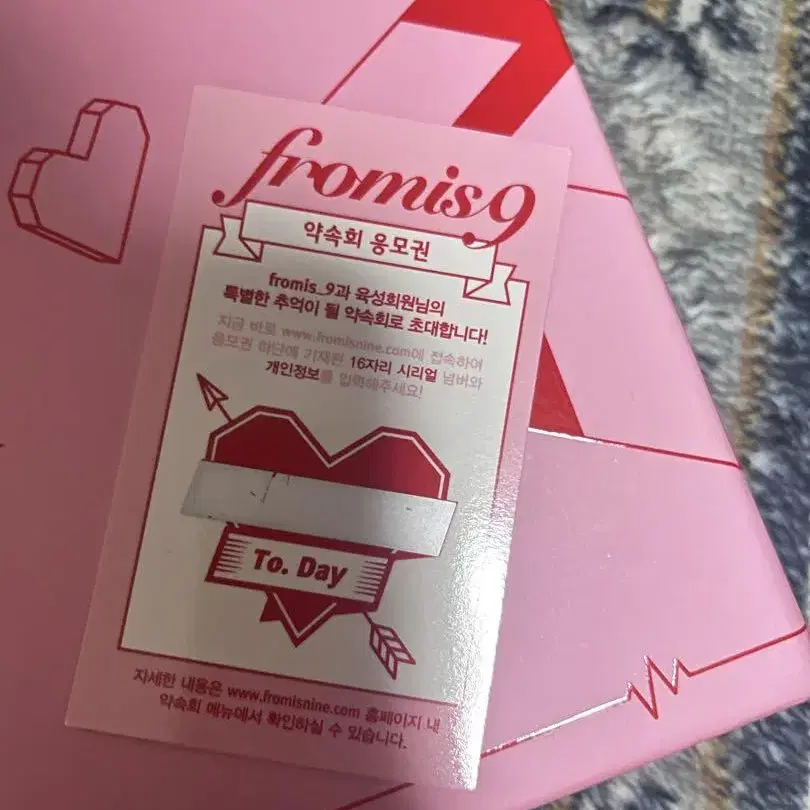 fromis9
약속회 응모권
fromis_9과 육성회원님의
특별한 추억이 될 약속회로 초대합니다!
지금 바로 www.fromisnine.com에 접속하여
응모권 하단에 기재된 16자리 시리얼 넘버와
개인정보를 입력해주세요!
To. Day
자세한 내용은 www.fromisnine.com 홈페이지 내
약속회 메뉴에서 확인하실 수 있습니다.